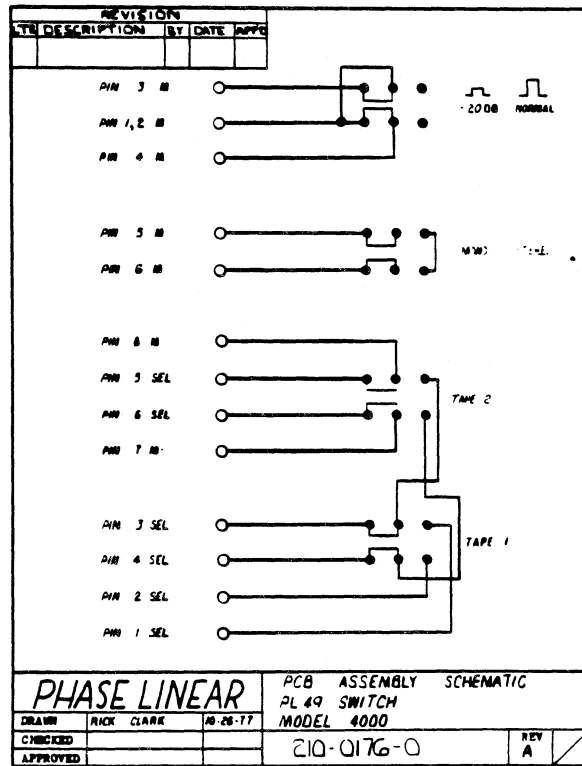 REVISION
LTR DESCRIPTION BY DATE APPD
PIN 3 M
PIN 1,2 M
-20DB NORMAL
PIN 4 M
PIN 5 M
MONO
PIN 6 M
PIN 8 M
PIN 5 SEL
TAPE 2
PIN 6 SEL
PIN 7 M
PIN 3 SEL
TAPE 1
PIN 4 SEL
PIN 2 SEL
PIN 1 SEL
PHASE LINEAR
PCB ASSEMBLY SCHEMATIC
PL 49 SWITCH
MODEL 4000
DRAWN RICK CLARK 10-26-77
CHECKED
APPROVED
210-0176-0
REV
A